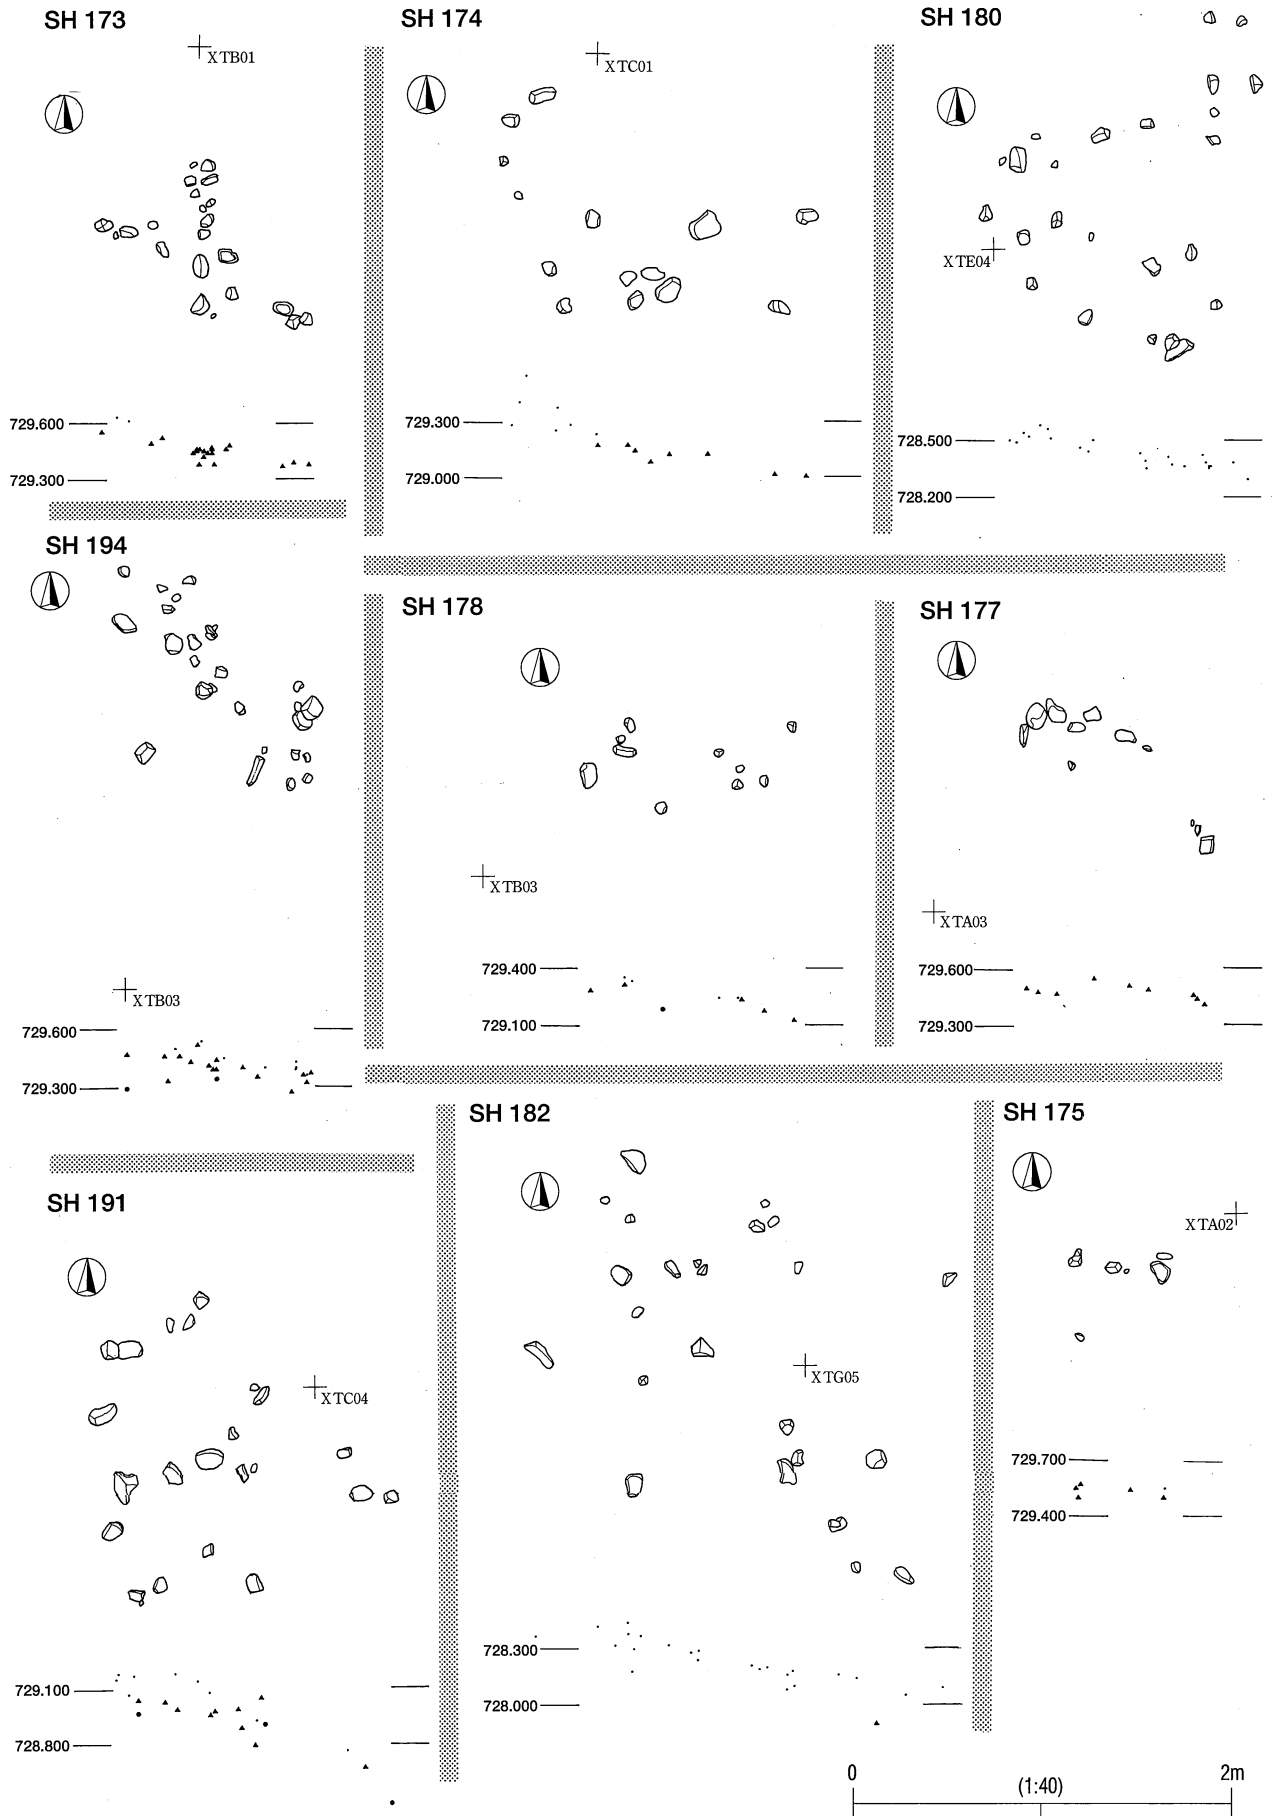 SH 173
XTB01
729.600
729.300
SH 174
XTC01
729.300
729.000
SH 180
XTE04
728.500
728.200
SH 194
XTB03
729.600
729.300
SH 178
XTB03
729.400
729.100
SH 177
XTA03
729.600
729.300
SH 191
XTC04
729.100
728.800
SH 182
XTG05
728.300
728.000
SH 175
XTA02
729.700
729.400
0 (1:40) 2m